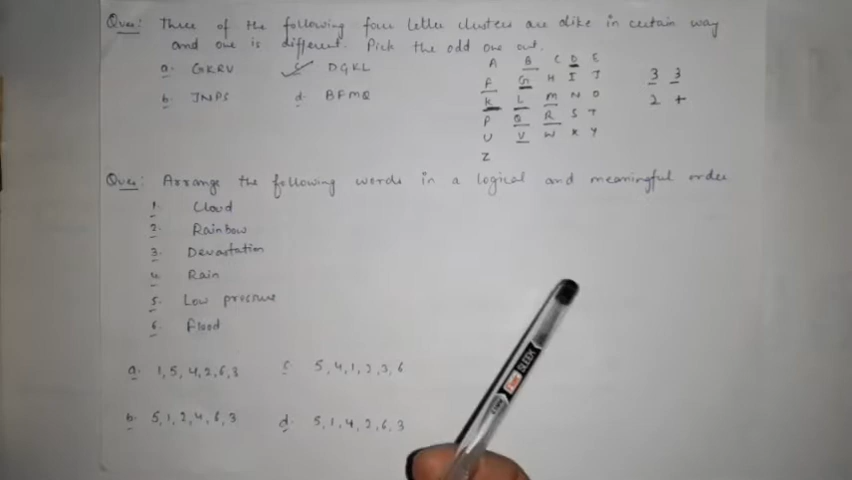 Ques: Three of the following four letter clusters are alike in certain way
and one is different. Pick the odd one out.
a. GKRV c. DGKL
b. JNPS d. BFMQ
A B C D E
F G H I J
K L M N O
P Q R S T
U V W X Y
Z
3 3
2 +
Ques: Arrange the following words in a logical and meaningful order
1. Cloud
2. Rainbow
3. Devastation
4. Rain
5. Low pressure
6. Flood
a. 1, 5, 4, 2, 6, 3 c. 5, 4, 1, 2, 3, 6
b. 5, 1, 2, 4, 6, 3 d. 5, 1, 4, 2, 6, 3
SLEEK